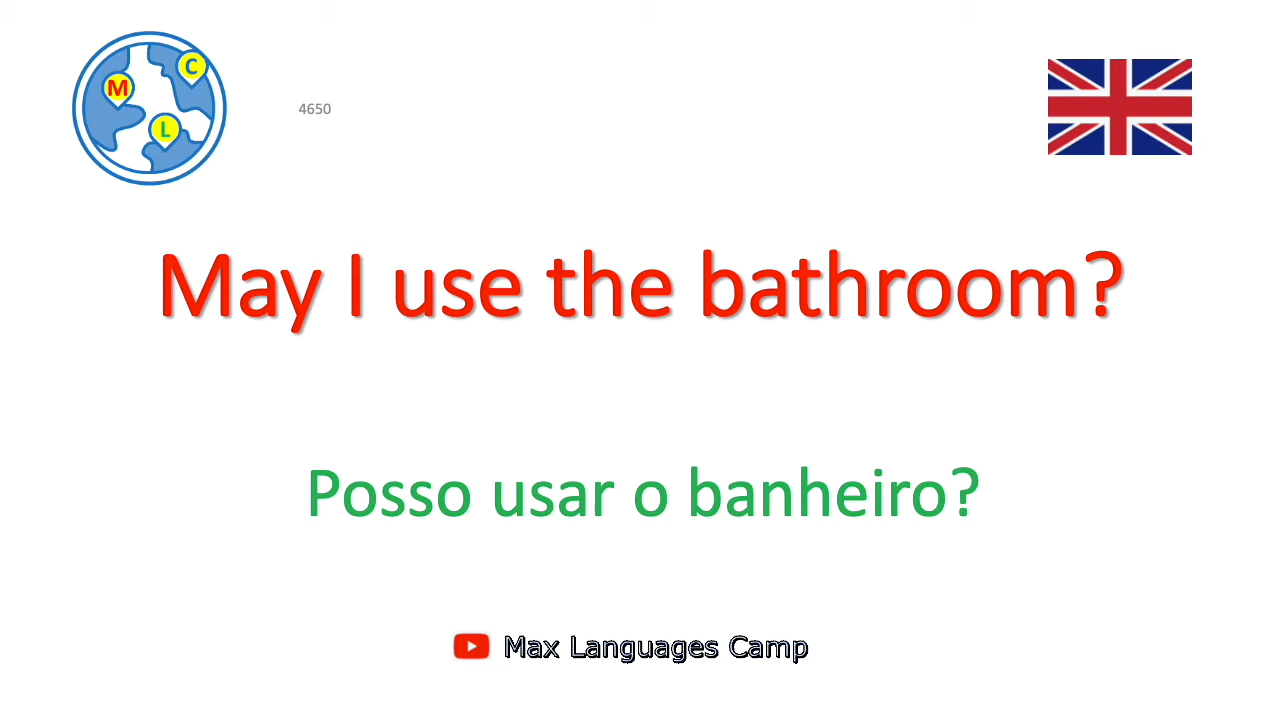 M
C
L
4650
May I use the bathroom?
Posso usar o banheiro?
Max Languages Camp